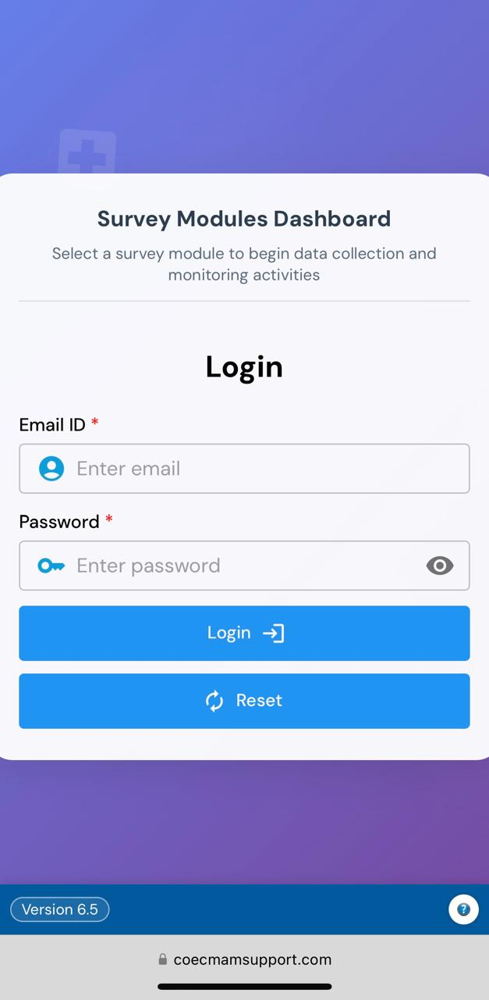 Survey Modules Dashboard
Select a survey module to begin data collection and
monitoring activities
Login
Email ID *
Enter email
Password *
Enter password
Login
Reset
Version 6.5
?
coecmamsupport.com